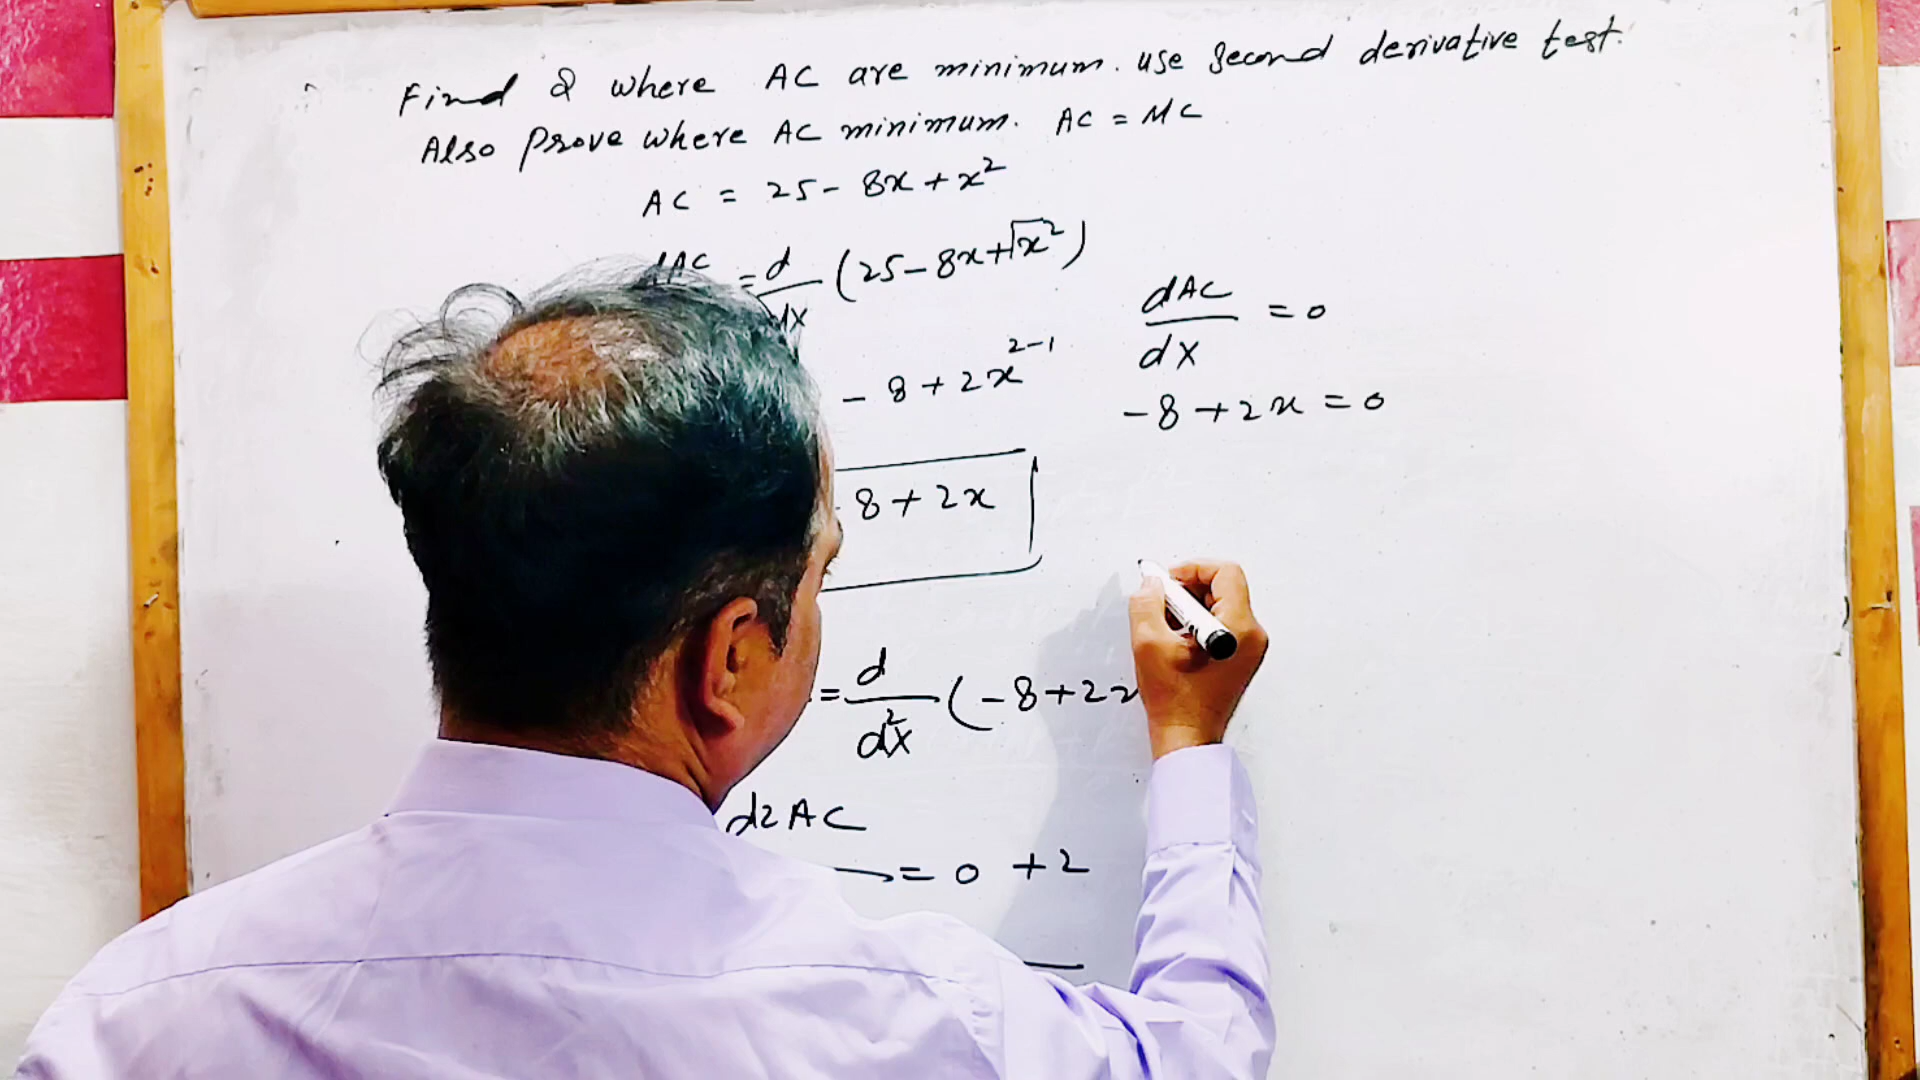 Find Q where AC are minimum. use Second derivative test.
Also Prove where AC minimum. AC = MC
AC = 25 - 8x + x²
dAC = d/dx (25 - 8x + √x²)
- 8 + 2x²⁻¹
8 + 2x
= d/d²x (-8 + 2x
d2AC
= 0 + 2
dAC/dx = 0
-8 + 2x = 0